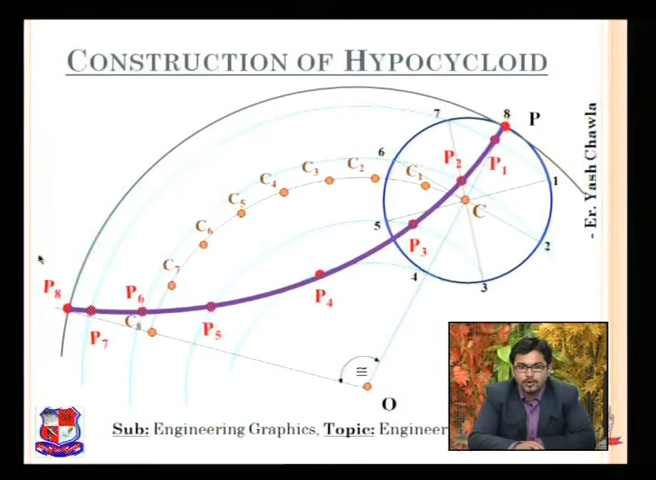 CONSTRUCTION OF HYPOCYCLOID
8
P
7
P1
P2
6
C1
C2
C3
C4
1
C
C5
5
P3
C6
2
C7
4
3
P4
P8
P6
C8
P5
P7
≅
O
- Er. Yash Chawla
Sub: Engineering Graphics, Topic: Engineer